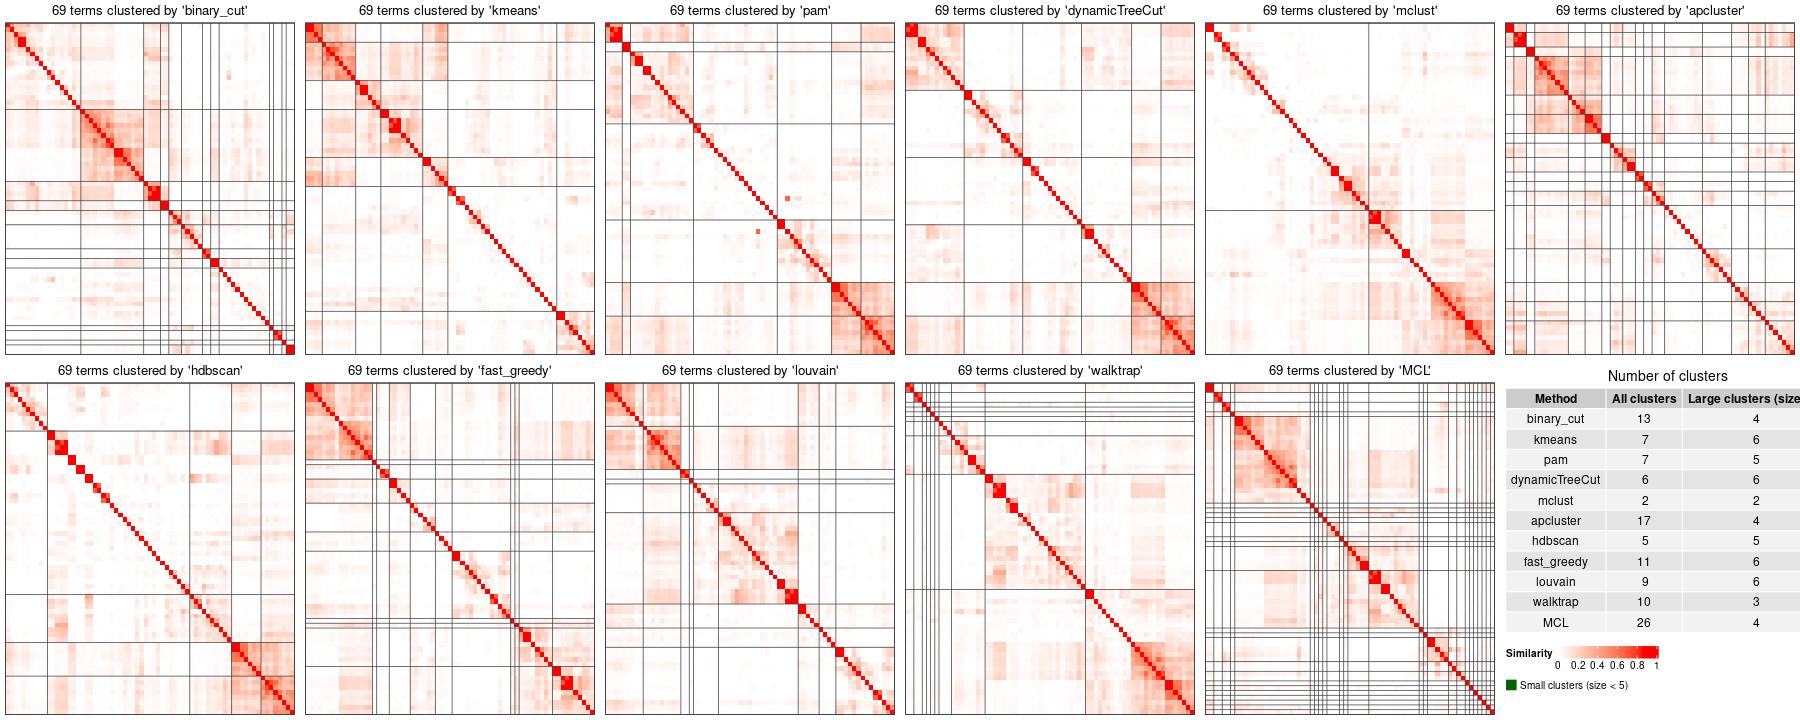 69 terms clustered by 'binary_cut'
69 terms clustered by 'kmeans'
69 terms clustered by 'pam'
69 terms clustered by 'dynamicTreeCut'
69 terms clustered by 'mclust'
69 terms clustered by 'apcluster'
69 terms clustered by 'hdbscan'
69 terms clustered by 'fast_greedy'
69 terms clustered by 'louvain'
69 terms clustered by 'walktrap'
69 terms clustered by 'MCL'
Number of clusters
Method All clusters Large clusters (size
binary_cut 13 4
kmeans 7 6
pam 7 5
dynamicTreeCut 6 6
mclust 2 2
apcluster 17 4
hdbscan 5 5
fast_greedy 11 6
louvain 9 6
walktrap 10 3
MCL 26 4
Similarity
0 0.2 0.4 0.6 0.8 1
Small clusters (size < 5)